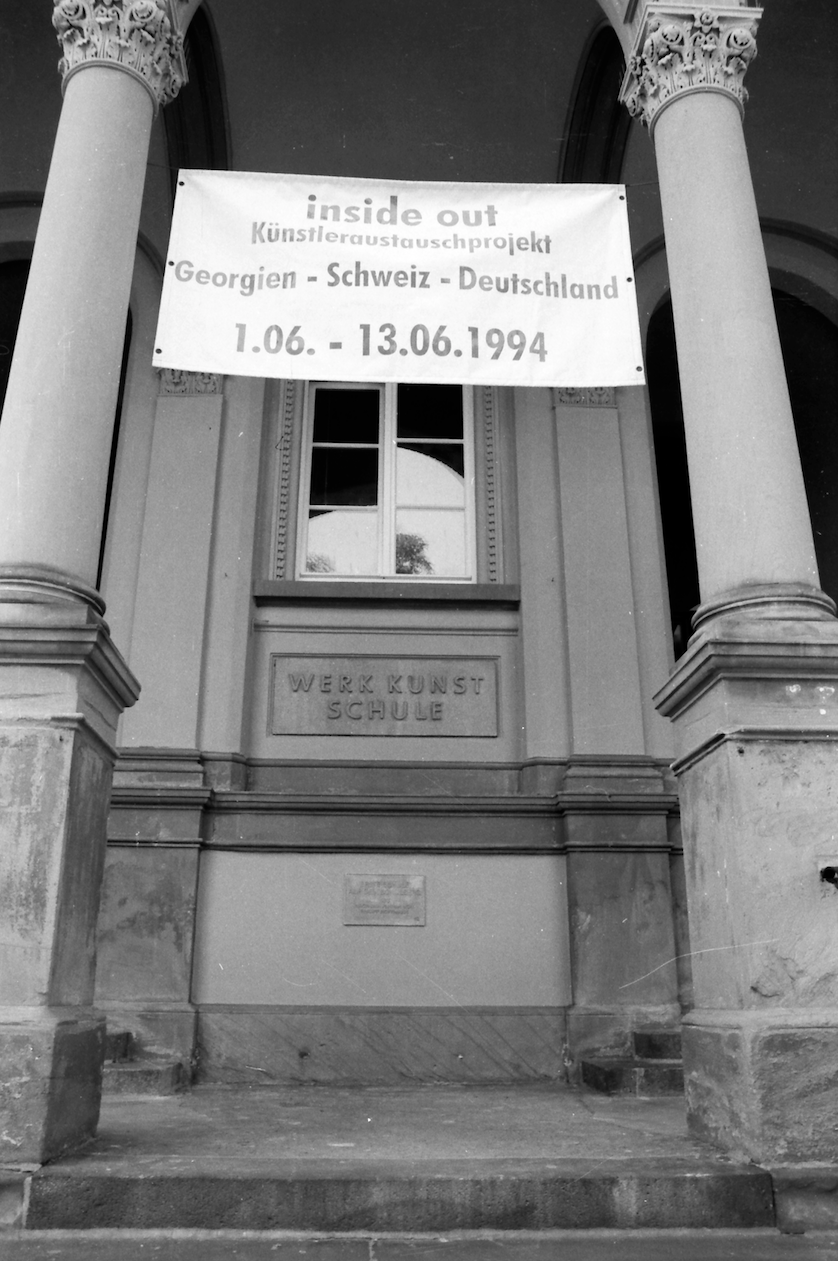 inside out
Künstleraustauschprojekt
Georgien - Schweiz - Deutschland
1.06. - 13.06.1994
WERK KUNST
SCHULE